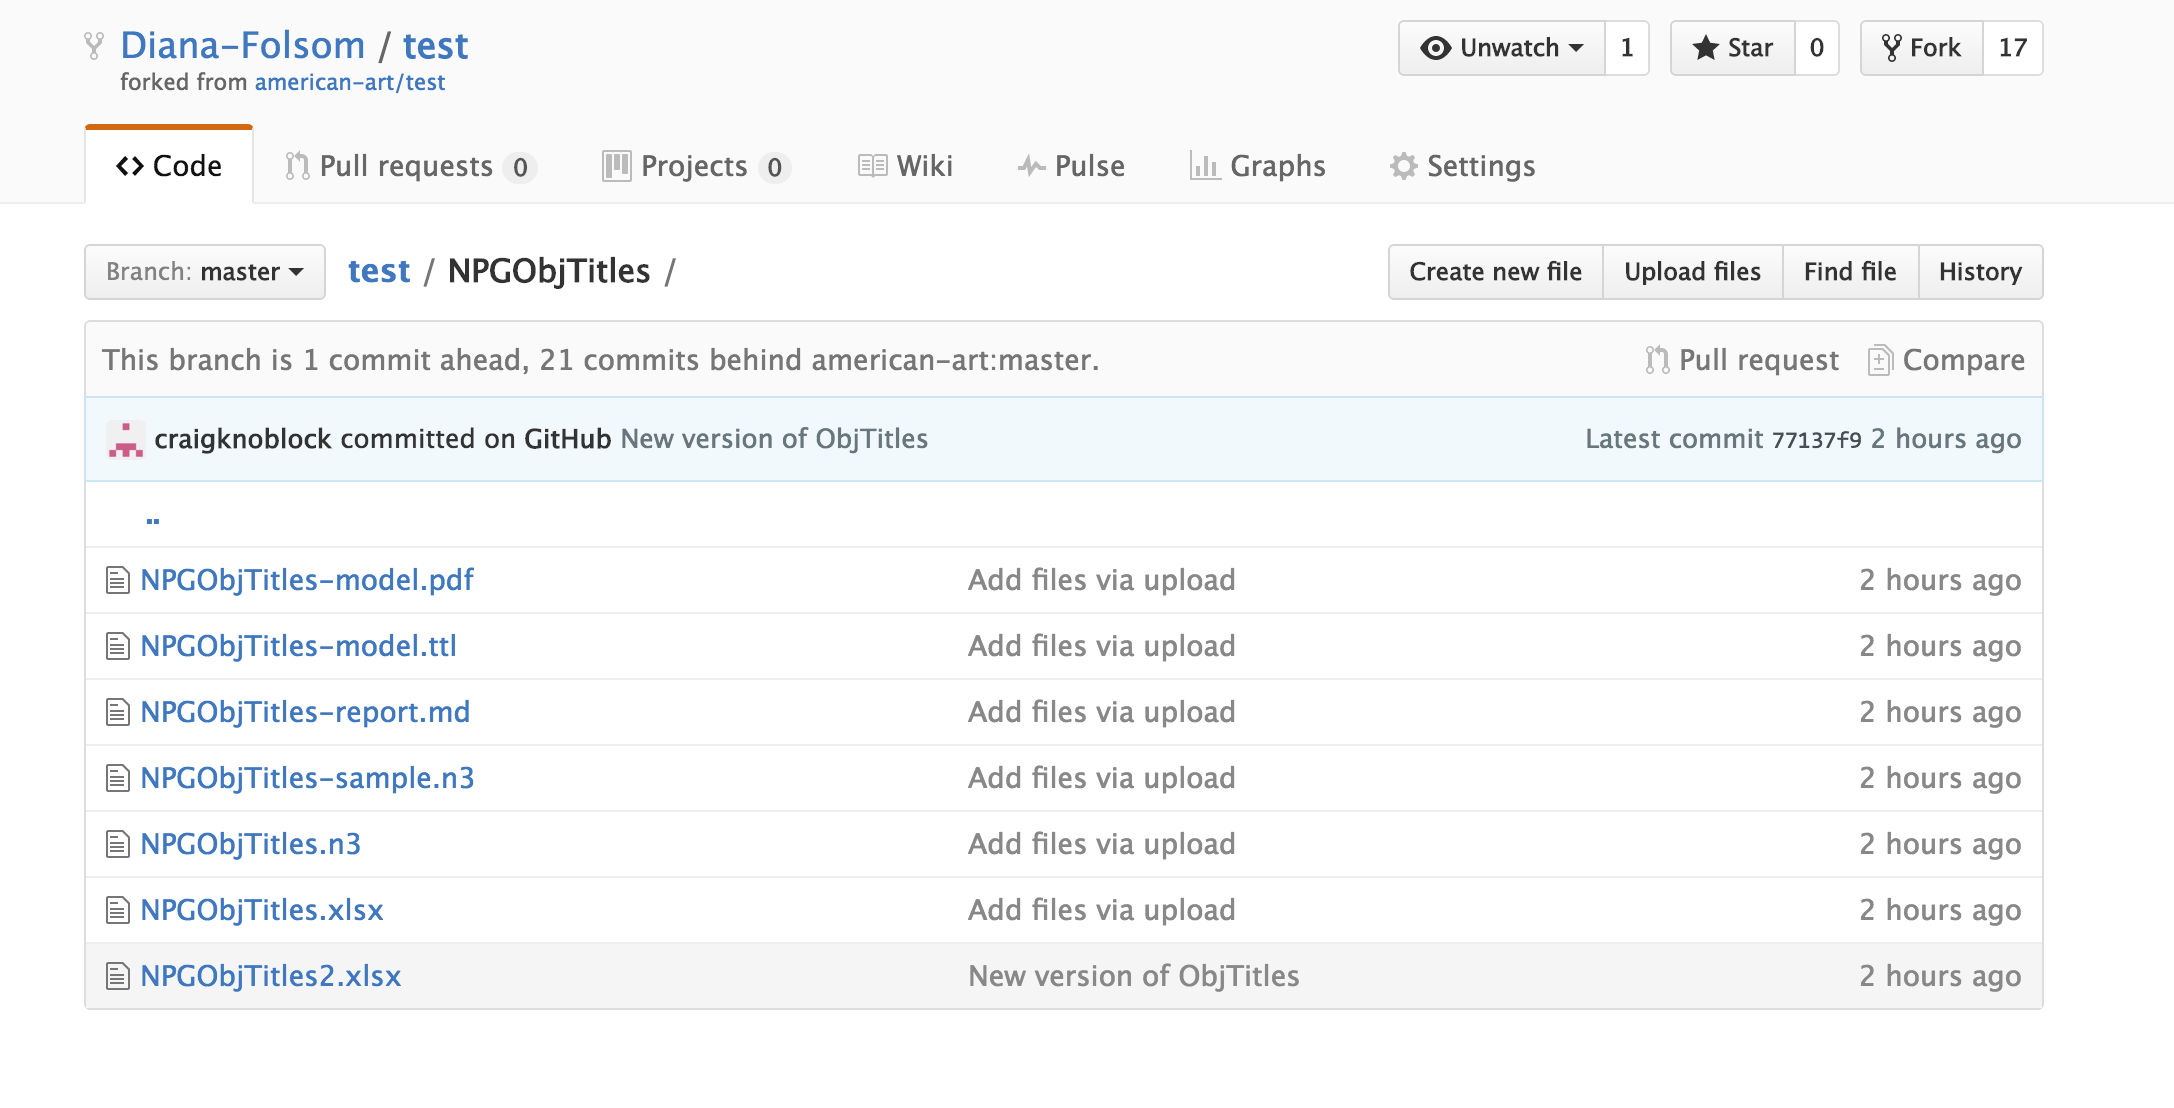 Diana-Folsom / test
forked from american-art/test
Unwatch 1 Star 0 Fork 17
Code Pull requests 0 Projects 0 Wiki Pulse Graphs Settings
Branch: master test / NPGObjTitles / Create new file Upload files Find file History
This branch is 1 commit ahead, 21 commits behind american-art:master. Pull request Compare
craigknoblock committed on GitHub New version of ObjTitles Latest commit 77137f9 2 hours ago
..
NPGObjTitles-model.pdf Add files via upload 2 hours ago
NPGObjTitles-model.ttl Add files via upload 2 hours ago
NPGObjTitles-report.md Add files via upload 2 hours ago
NPGObjTitles-sample.n3 Add files via upload 2 hours ago
NPGObjTitles.n3 Add files via upload 2 hours ago
NPGObjTitles.xlsx Add files via upload 2 hours ago
NPGObjTitles2.xlsx New version of ObjTitles 2 hours ago